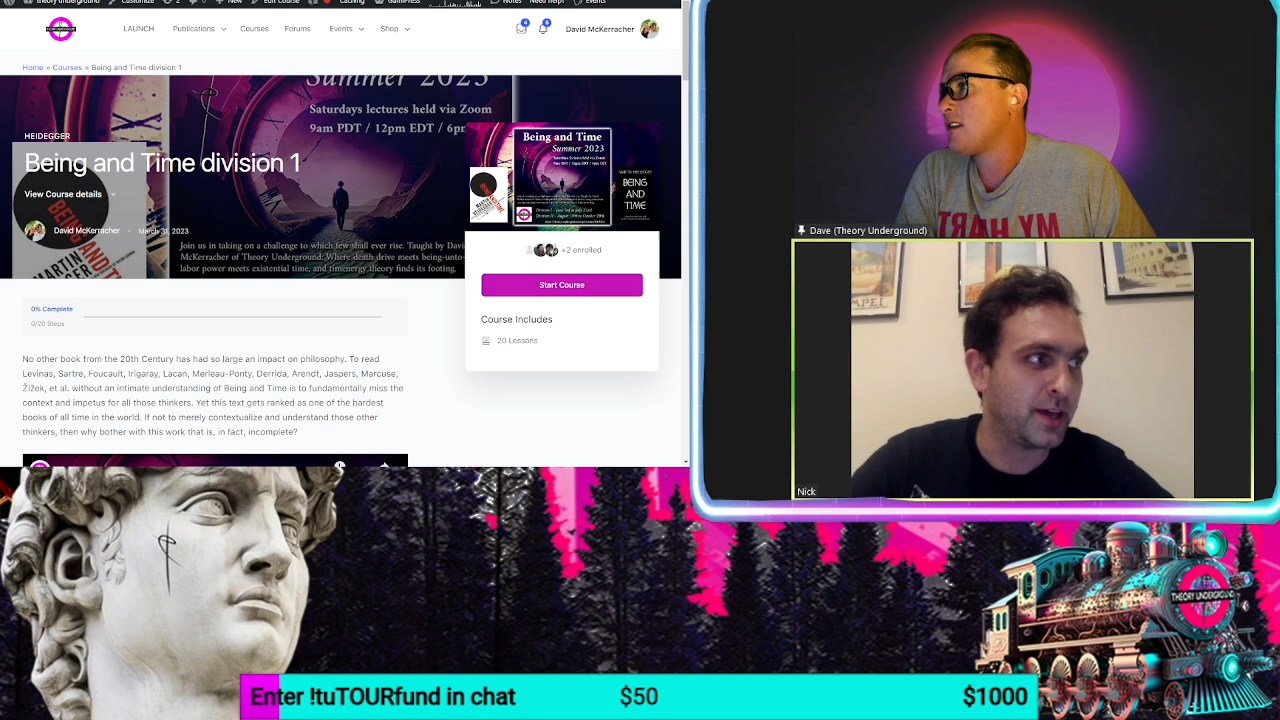 LAUNCH
Publications
Courses
Forums
Events
Shop
4
6
David McKerracher
Home » Courses » Being and Time division 1
Summer 2023
Saturdays lectures held via Zoom
9am PDT / 12pm EDT / 6p
HEIDEGGER
Being and Time division 1
View Course details
David McKerracher
March 31, 2023
Join us in taking on a challenge to which few shall ever rise. Taught by Davi
McKerracher of Theory Underground: Where death drive meets being-unto-
labor power meets existential time, and timenergy theory finds its footing.
MARTIN
Being and Time
Summer 2023
BEING
AND
TIME
+2 enrolled
Start Course
Course Includes
20 Lessons
0% Complete
0/20 Steps
No other book from the 20th Century has had so large an impact on philosophy. To read
Levinas, Sartre, Foucault, Irigaray, Lacan, Merleau-Ponty, Derrida, Arendt, Jaspers, Marcuse,
Žižek, et al. without an intimate understanding of Being and Time is to fundamentally miss the
context and impetus for all those thinkers. Yet this text gets ranked as one of the hardest
books of all time in the world. If not to merely contextualize and understand those other
thinkers, then why bother with this work that is, in fact, incomplete?
MY HART
Dave (Theory Underground)
Nick
THEORY UNDERGROUND
Enter !tuTOURfund in chat
$50
$1000